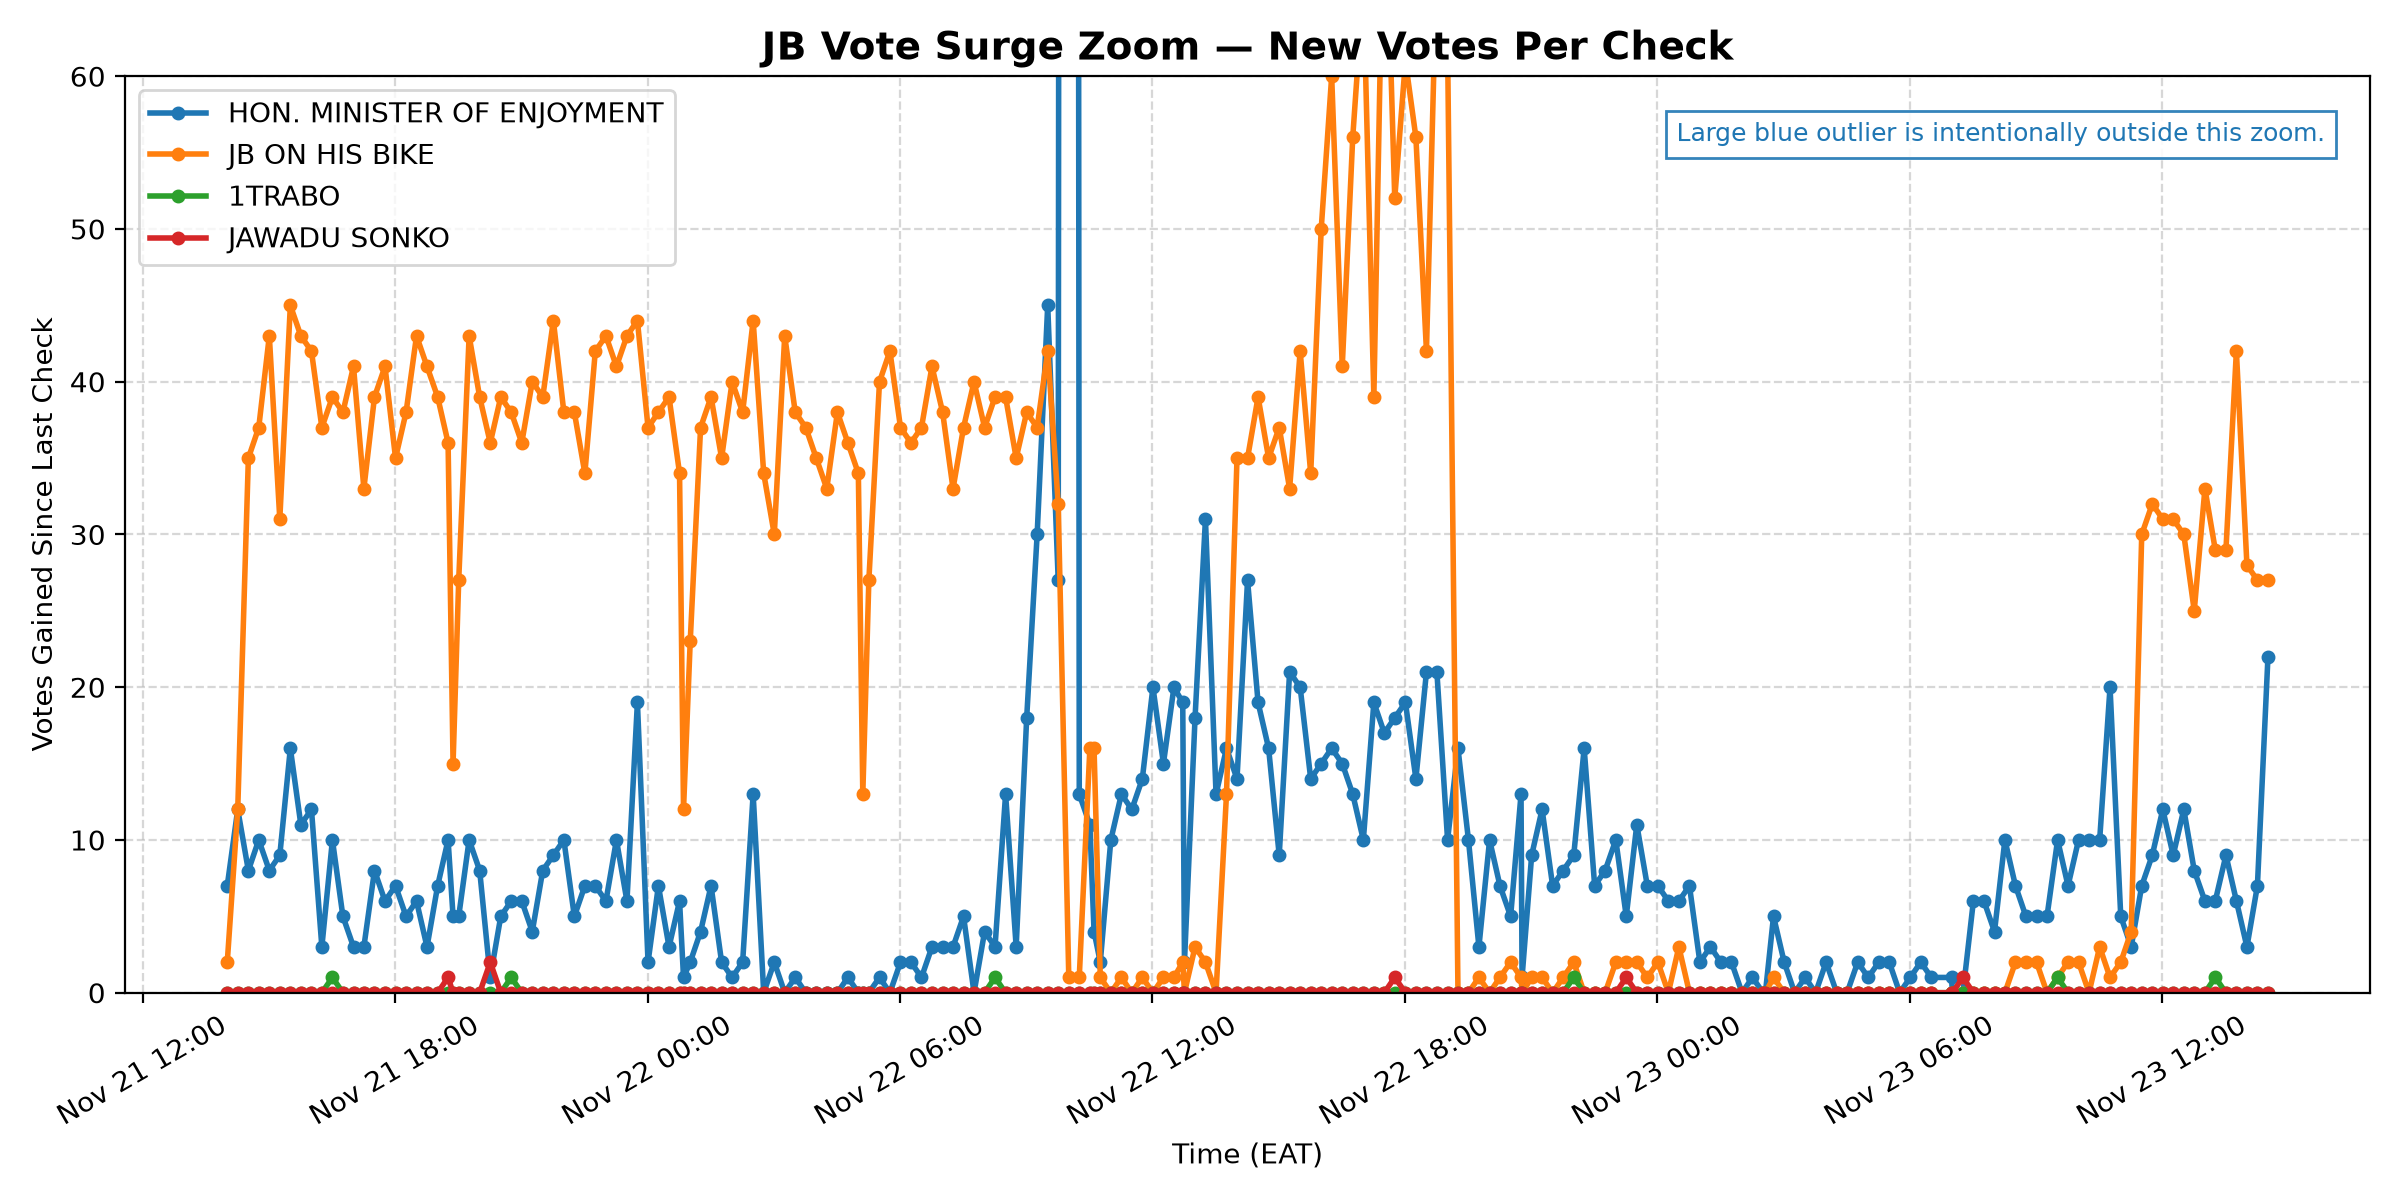 JB Vote Surge Zoom — New Votes Per Check
60
50
40
30
20
10
0
Votes Gained Since Last Check
HON. MINISTER OF ENJOYMENT
JB ON HIS BIKE
1TRABO
JAWADU SONKO
Large blue outlier is intentionally outside this zoom.
Nov 21 12:00
Nov 21 18:00
Nov 22 00:00
Nov 22 06:00
Nov 22 12:00
Nov 22 18:00
Nov 23 00:00
Nov 23 06:00
Nov 23 12:00
Time (EAT)